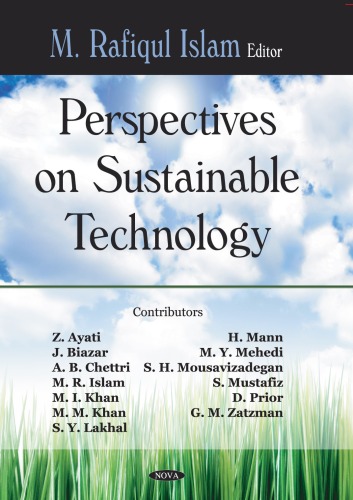 M. Rafiqul Islam Editor
Perspectives
on Sustainable
Technology
Contributors
Z. Ayati
J. Biazar
A. B. Chettri
M. R. Islam
M. I. Khan
M. M. Khan
S. Y. Lakhal
H. Mann
M. Y. Mehedi
S. H. Mousavizadegan
S. Mustafiz
D. Prior
G. M. Zatzman
NOVA